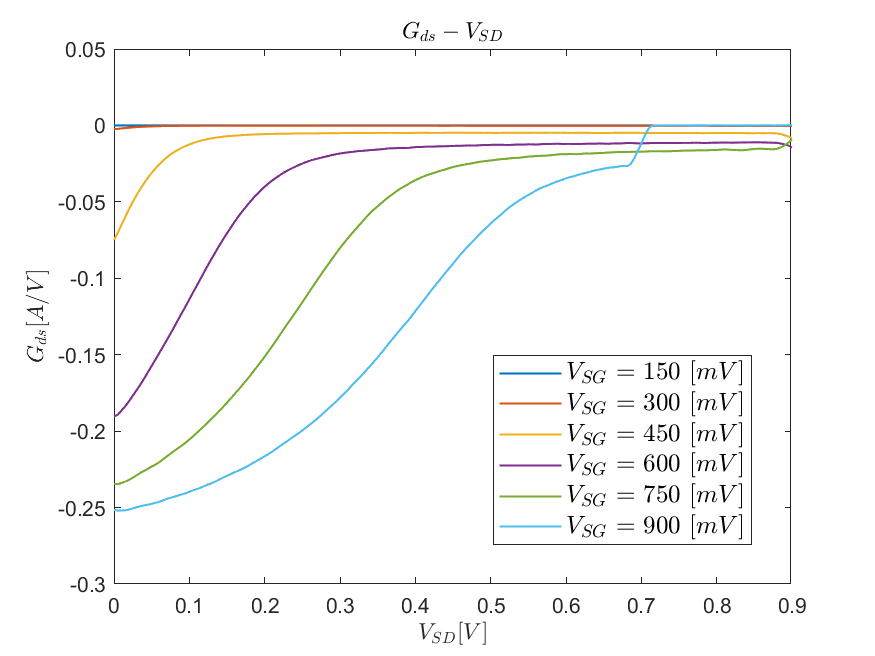 G_{ds} − V_{SD}
0.05
0
-0.05
-0.1
-0.15
-0.2
-0.25
-0.3
G_{ds}[A/V]
V_{SG} = 150 [mV]
V_{SG} = 300 [mV]
V_{SG} = 450 [mV]
V_{SG} = 600 [mV]
V_{SG} = 750 [mV]
V_{SG} = 900 [mV]
0 0.1 0.2 0.3 0.4 0.5 0.6 0.7 0.8 0.9
V_{SD}[V]